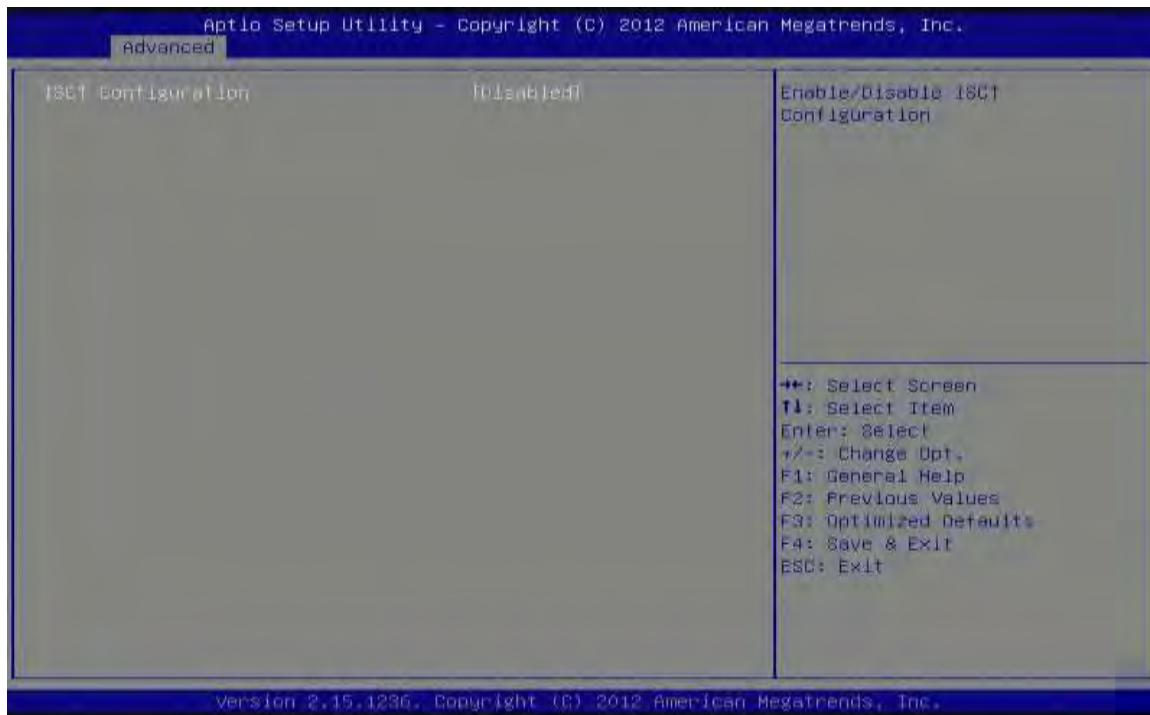 Aptio Setup Utility - Copyright (C) 2012 American Megatrends, Inc.
Advanced
iSCT Configuration [Disabled]
Enable/Disable iSCT
Configuration
→←: Select Screen
↑↓: Select Item
Enter: Select
+/-: Change Opt.
F1: General Help
F2: Previous Values
F3: Optimized Defaults
F4: Save & Exit
ESC: Exit
Version 2.15.1236. Copyright (C) 2012 American Megatrends, Inc.